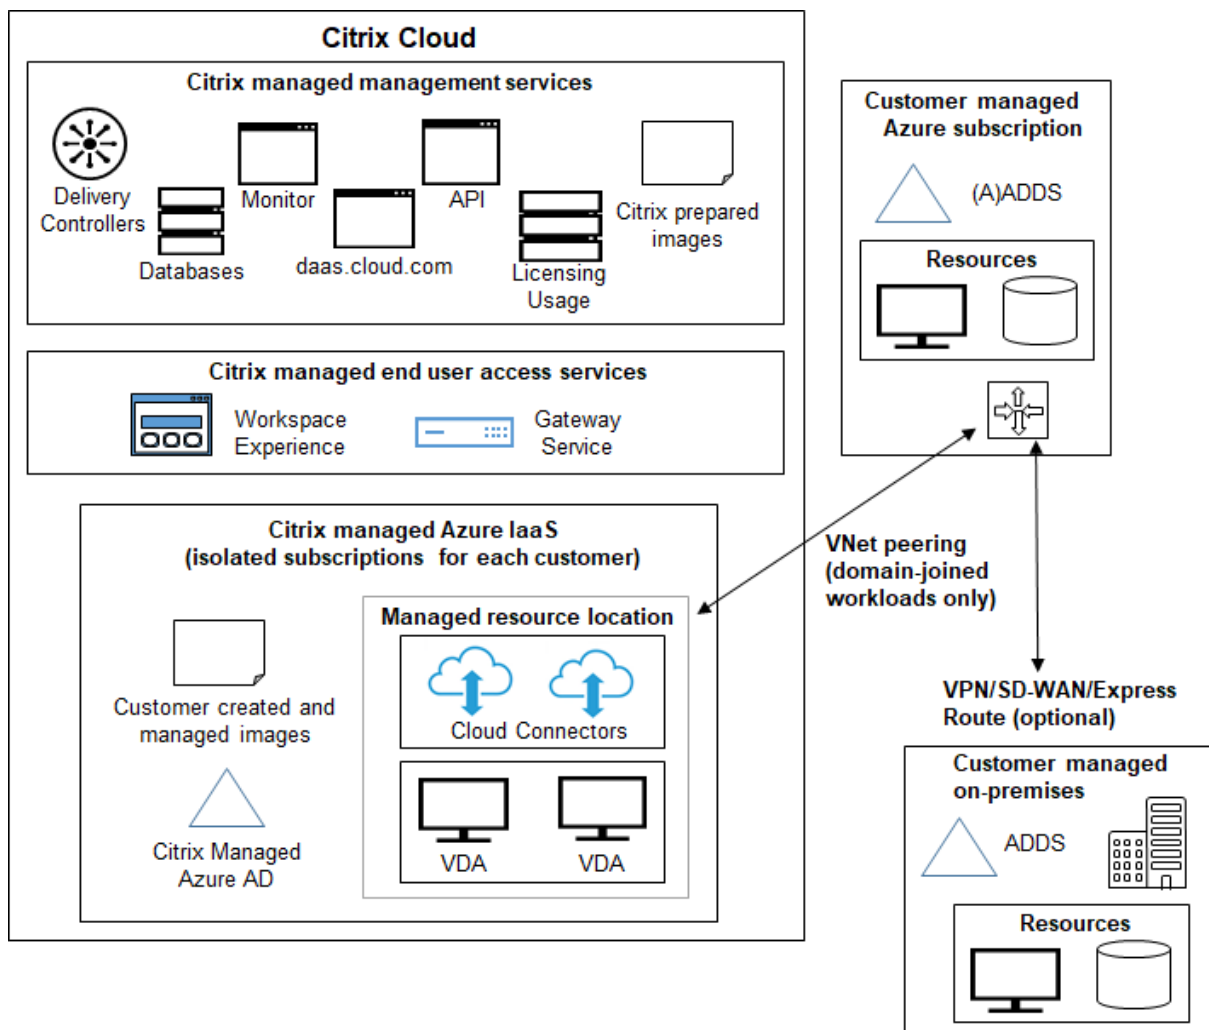 Citrix Cloud
Citrix managed management services
Delivery
Controllers
Databases
Monitor
daas.cloud.com
API
Licensing
Usage
Citrix prepared
images
Citrix managed end user access services
Workspace
Experience
Gateway
Service
Citrix managed Azure IaaS
(isolated subscriptions for each customer)
Customer created and
managed images
Citrix Managed
Azure AD
Managed resource location
Cloud Connectors
VDA
VDA
Customer managed
Azure subscription
(A)ADDS
Resources
VNet peering
(domain-joined
workloads only)
VPN/SD-WAN/Express
Route (optional)
Customer managed
on-premises
ADDS
Resources